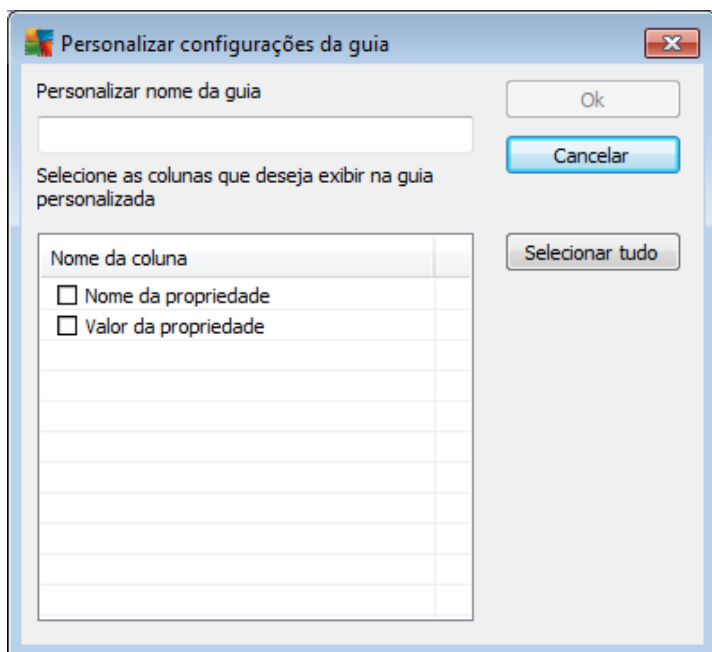 Personalizar configurações da guia
Personalizar nome da guia
Ok
Cancelar
Selecione as colunas que deseja exibir na guia
personalizada
Selecionar tudo
Nome da coluna
Nome da propriedade
Valor da propriedade